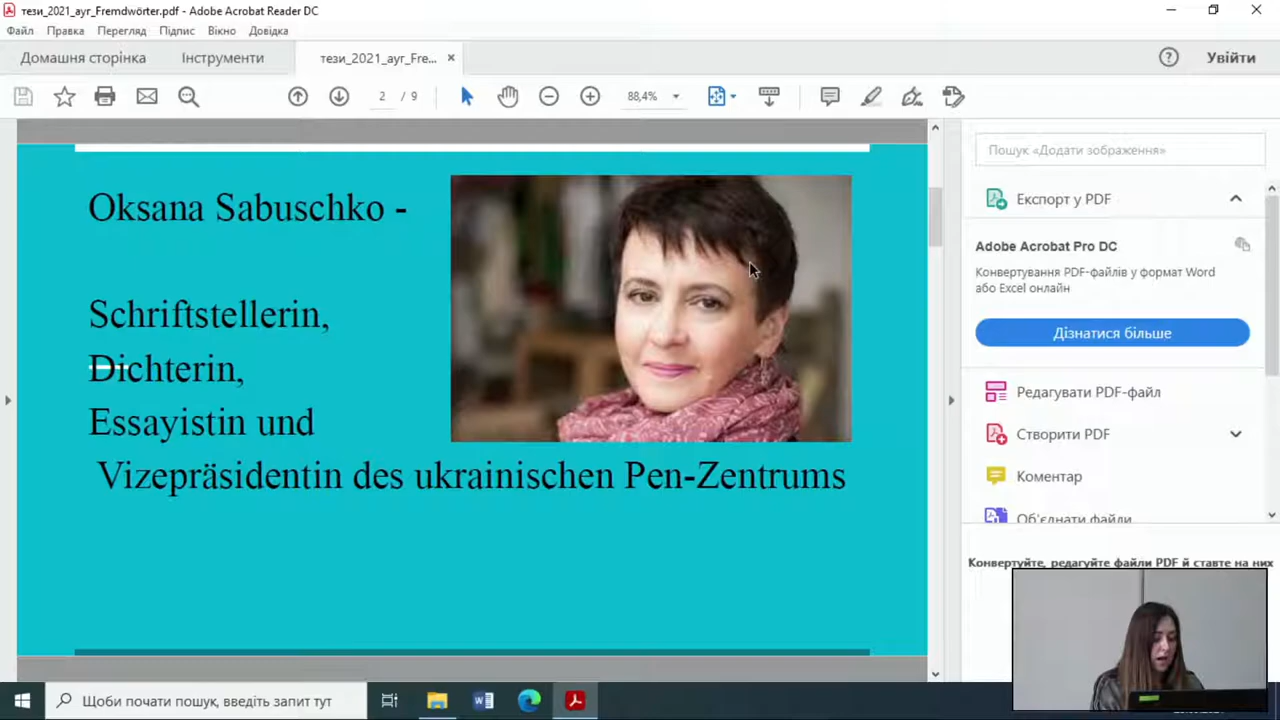 тези_2021_ауг_Fremdwörter.pdf - Adobe Acrobat Reader DC
Файл Правка Перегляд Підпис Вікно Довідка
Домашня сторінка Інструменти тези_2021_ауг_Fre... Увійти
2 / 9 88,4%
Oksana Sabuschko -
Schriftstellerin,
Dichterin,
Essayistin und
Vizepräsidentin des ukrainischen Pen-Zentrums
Пошук «Додати зображення»
Експорт у PDF
Adobe Acrobat Pro DC
Конвертування PDF-файлів у формат Word
або Excel онлайн
Дізнатися більше
Редагувати PDF-файл
Створити PDF
Коментар
Об'єднати файли
Конвертуйте, редагуйте файли PDF й ставте на них
Щоби почати пошук, введіть запит тут